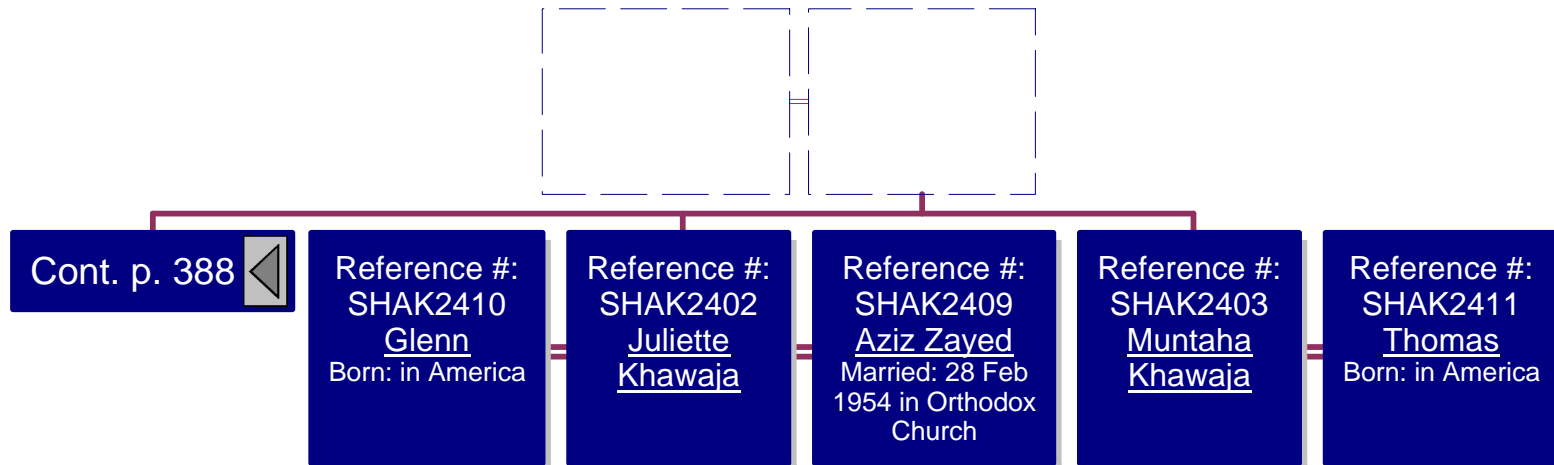 Cont. p. 388
Reference #:
SHAK2410
Glenn
Born: in America
Reference #:
SHAK2402
Juliette
Khawaja
Reference #:
SHAK2409
Aziz Zayed
Married: 28 Feb
1954 in Orthodox
Church
Reference #:
SHAK2403
Muntaha
Khawaja
Reference #:
SHAK2411
Thomas
Born: in America